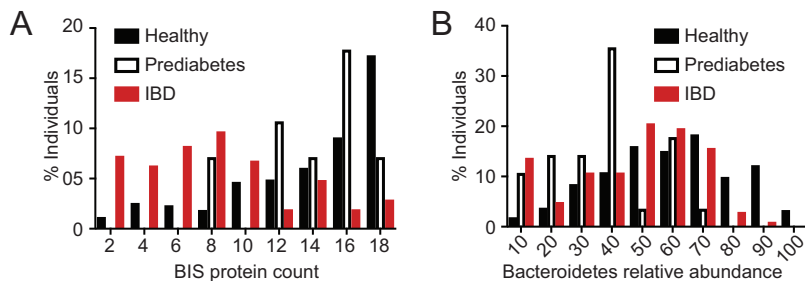 A
% Individuals
20
15
10
05
0
Healthy
Prediabetes
IBD
2 4 6 8 10 12 14 16 18
BIS protein count
B
% Individuals
40
30
20
10
0
Healthy
Prediabetes
IBD
10 20 30 40 50 60 70 80 90 100
Bacteroidetes relative abundance